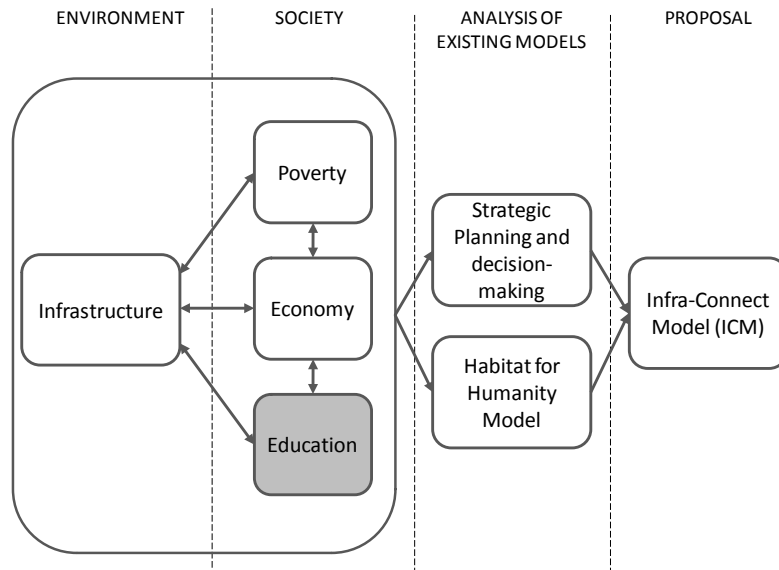 ENVIRONMENT
SOCIETY
ANALYSIS OF
EXISTING MODELS
PROPOSAL
Poverty
Infrastructure
Economy
Education
Strategic
Planning and
decision-
making
Habitat for
Humanity
Model
Infra-Connect
Model (ICM)